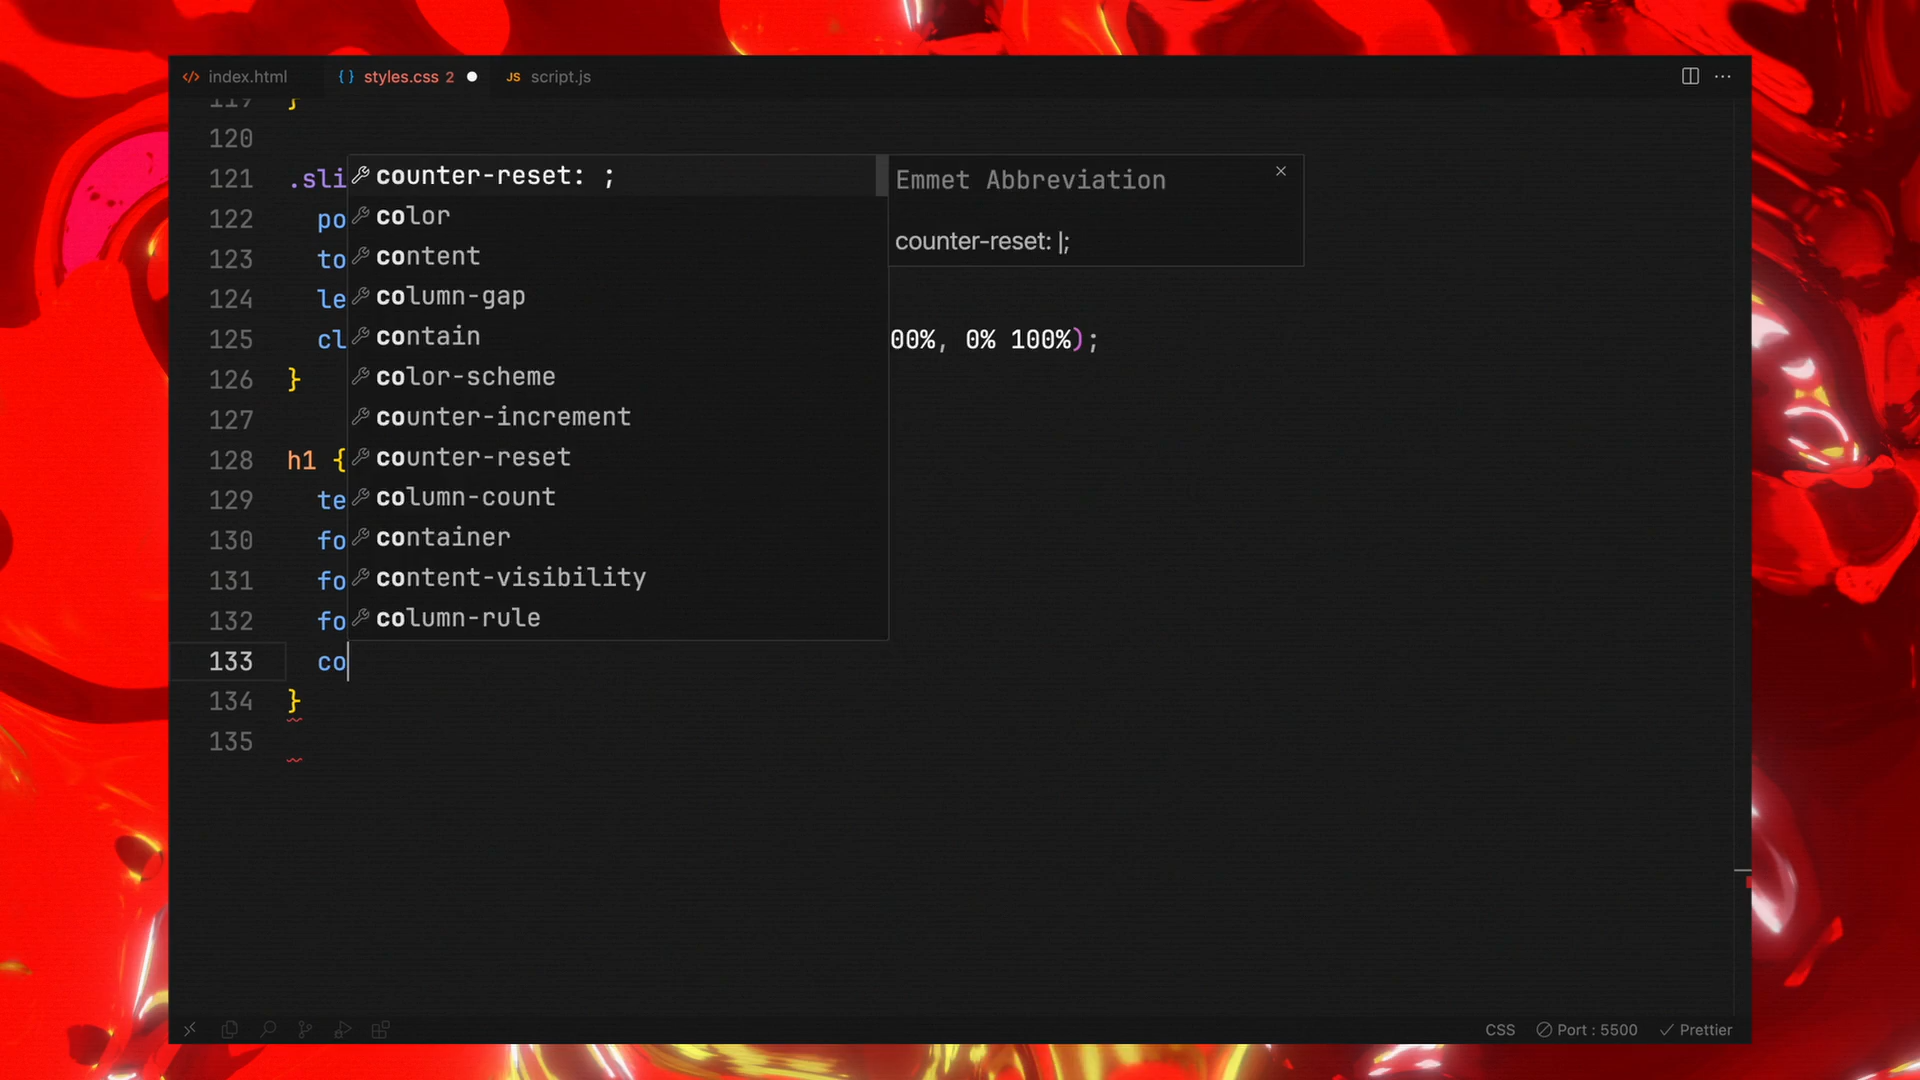 index.html
styles.css 2
JS script.js
119 }
120
121 .sli
122 po
123 to
124 le
125 cl 00%, 0% 100%);
126 }
127
128 h1 {
129 te
130 fo
131 fo
132 fo
133 co
134 }
135
counter-reset: ;
color
content
column-gap
contain
color-scheme
counter-increment
counter-reset
column-count
container
content-visibility
column-rule
Emmet Abbreviation
counter-reset: |;
CSS Port : 5500 Prettier